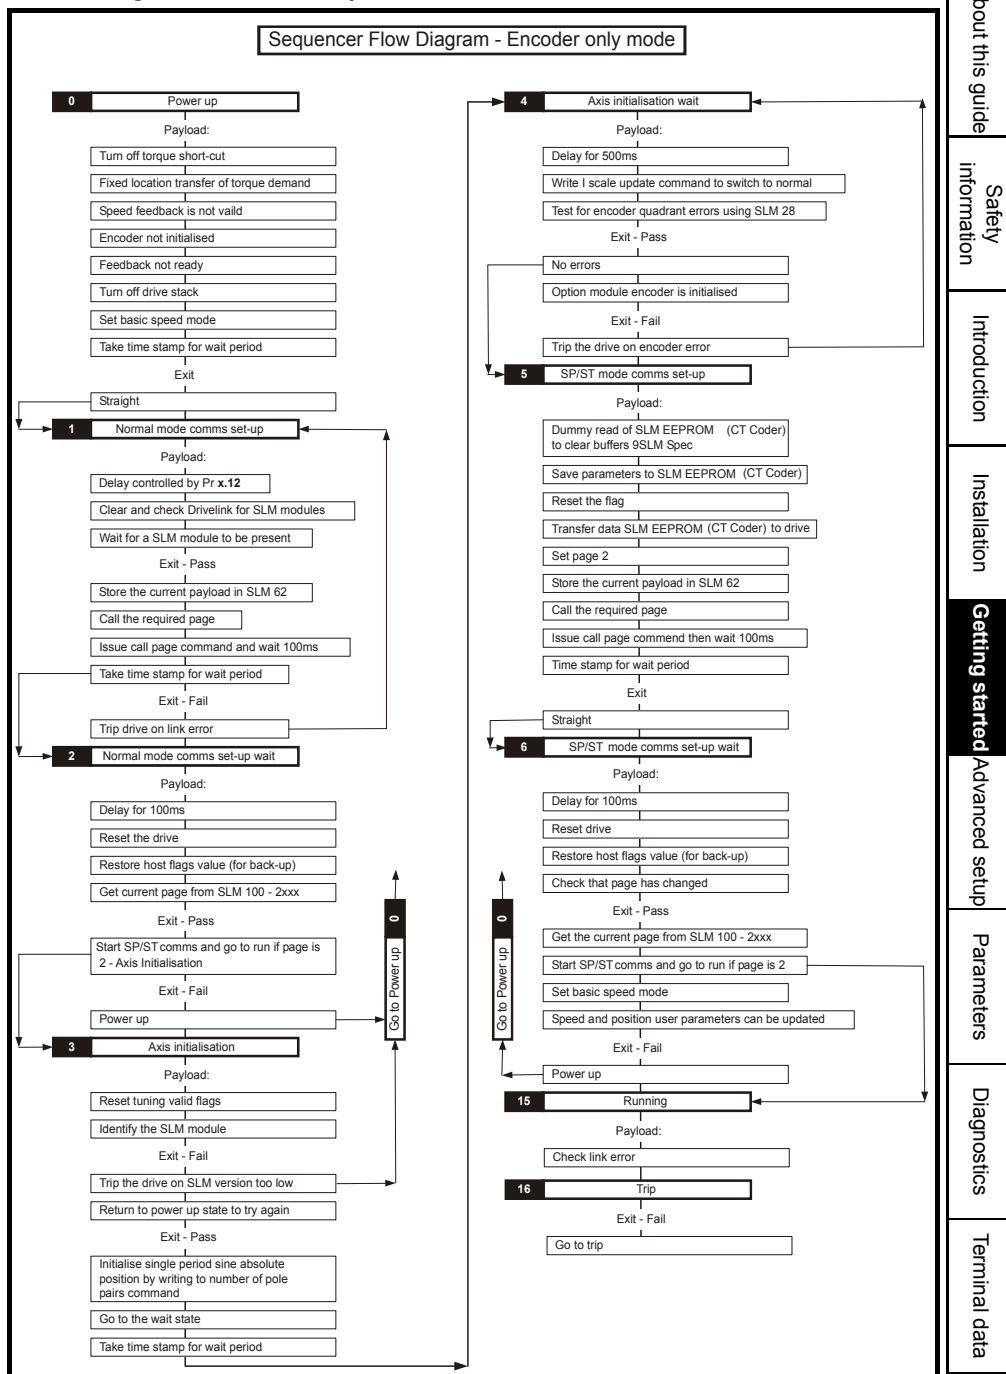 Sequencer Flow Diagram - Encoder only mode
0 Power up
Payload:
Turn off torque short-cut
Fixed location transfer of torque demand
Speed feedback is not vaild
Encoder not initialised
Feedback not ready
Turn off drive stack
Set basic speed mode
Take time stamp for wait period
Exit
Straight
1 Normal mode comms set-up
Payload:
Delay controlled by Pr x.12
Clear and check Drivelink for SLM modules
Wait for a SLM module to be present
Exit - Pass
Store the current payload in SLM 62
Call the required page
Issue call page command and wait 100ms
Take time stamp for wait period
Exit - Fail
Trip drive on link error
2 Normal mode comms set-up wait
Payload:
Delay for 100ms
Reset the drive
Restore host flags value (for back-up)
Get current page from SLM 100 - 2xxx
Exit - Pass
Start SP/ST comms and go to run if page is
2 - Axis Initialisation
Exit - Fail
Power up
Go to Power up 0
3 Axis initialisation
Payload:
Reset tuning valid flags
Identify the SLM module
Exit - Fail
Trip the drive on SLM version too low
Return to power up state to try again
Exit - Pass
Initialise single period sine absolute
position by writing to number of pole
pairs command
Go to the wait state
Take time stamp for wait period
4 Axis initialisation wait
Payload:
Delay for 500ms
Write I scale update command to switch to normal
Test for encoder quadrant errors using SLM 28
Exit - Pass
No errors
Option module encoder is initialised
Exit - Fail
Trip the drive on encoder error
5 SP/ST mode comms set-up
Payload:
Dummy read of SLM EEPROM (CT Coder)
to clear buffers 9SLM Spec
Save parameters to SLM EEPROM (CT Coder)
Reset the flag
Transfer data SLM EEPROM (CT Coder) to drive
Set page 2
Store the current payload in SLM 62
Call the required page
Issue call page commend then wait 100ms
Time stamp for wait period
Exit
Straight
6 SP/ST mode comms set-up wait
Payload:
Delay for 100ms
Reset drive
Restore host flags value (for back-up)
Check that page has changed
Exit - Pass
Get the current page from SLM 100 - 2xxx
Start SP/ST comms and go to run if page is 2
Set basic speed mode
Speed and position user parameters can be updated
Exit - Fail
Power up
Go to Power up 0
15 Running
Payload:
Check link error
16 Trip
Exit - Fail
Go to trip
this guide
Safety
information
Introduction
Installation
Getting started
Advanced setup
Parameters
Diagnostics
Terminal data